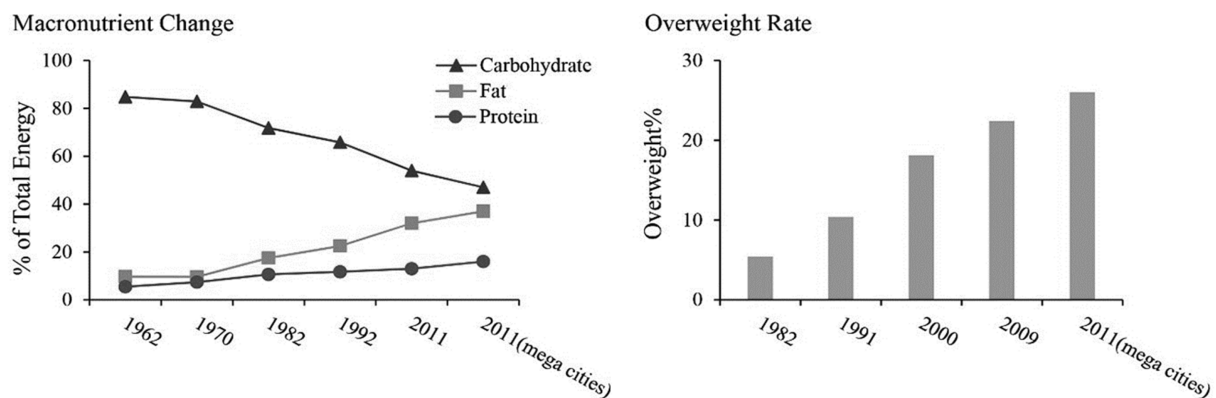 Macronutrient Change
% of Total Energy
100
80
60
40
20
0
Carbohydrate
Fat
Protein
1962
1970
1982
1992
2011
2011(mega cities)
Overweight Rate
Overweight%
30
20
10
0
1982
1991
2000
2009
2011(mega cities)